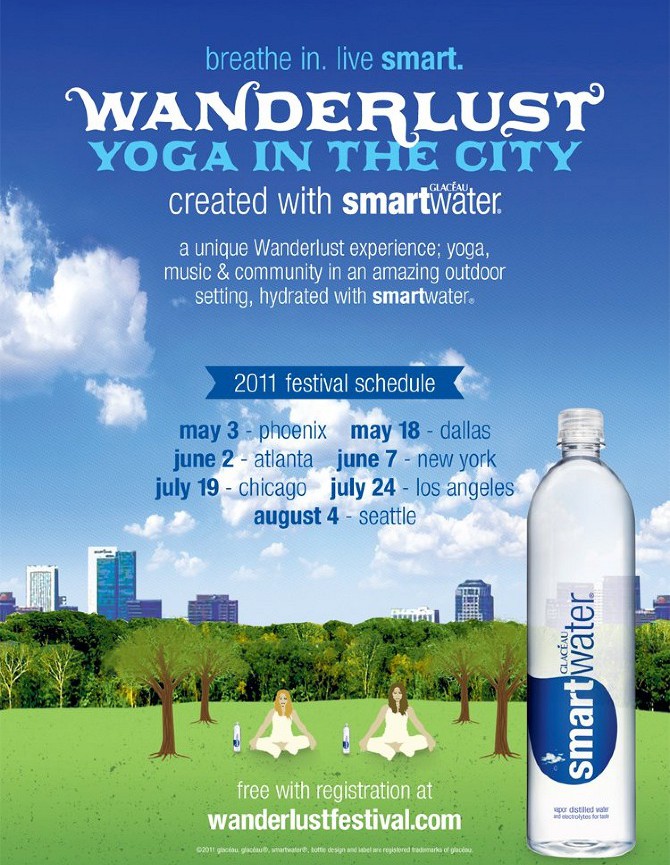 breathe in. live smart.
WANDERLUST
YOGA IN THE CITY
created with GLACÉAU smartwater®
a unique Wanderlust experience; yoga,
music & community in an amazing outdoor
setting, hydrated with smartwater®
2011 festival schedule
may 3 - phoenix may 18 - dallas
june 2 - atlanta june 7 - new york
july 19 - chicago july 24 - los angeles
august 4 - seattle
GLACÉAU
smartwater®
vapor distilled water
and electrolytes for taste
free with registration at
wanderlustfestival.com
©2011 glacéau. glacéau®, smartwater®, bottle design and label are registered trademarks of glacéau.